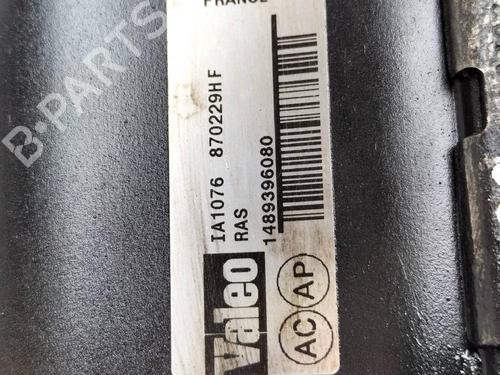 FRANCE
IA1076 870229HF
RAS
1489396080
Valeo
AC AP
B-PARTS